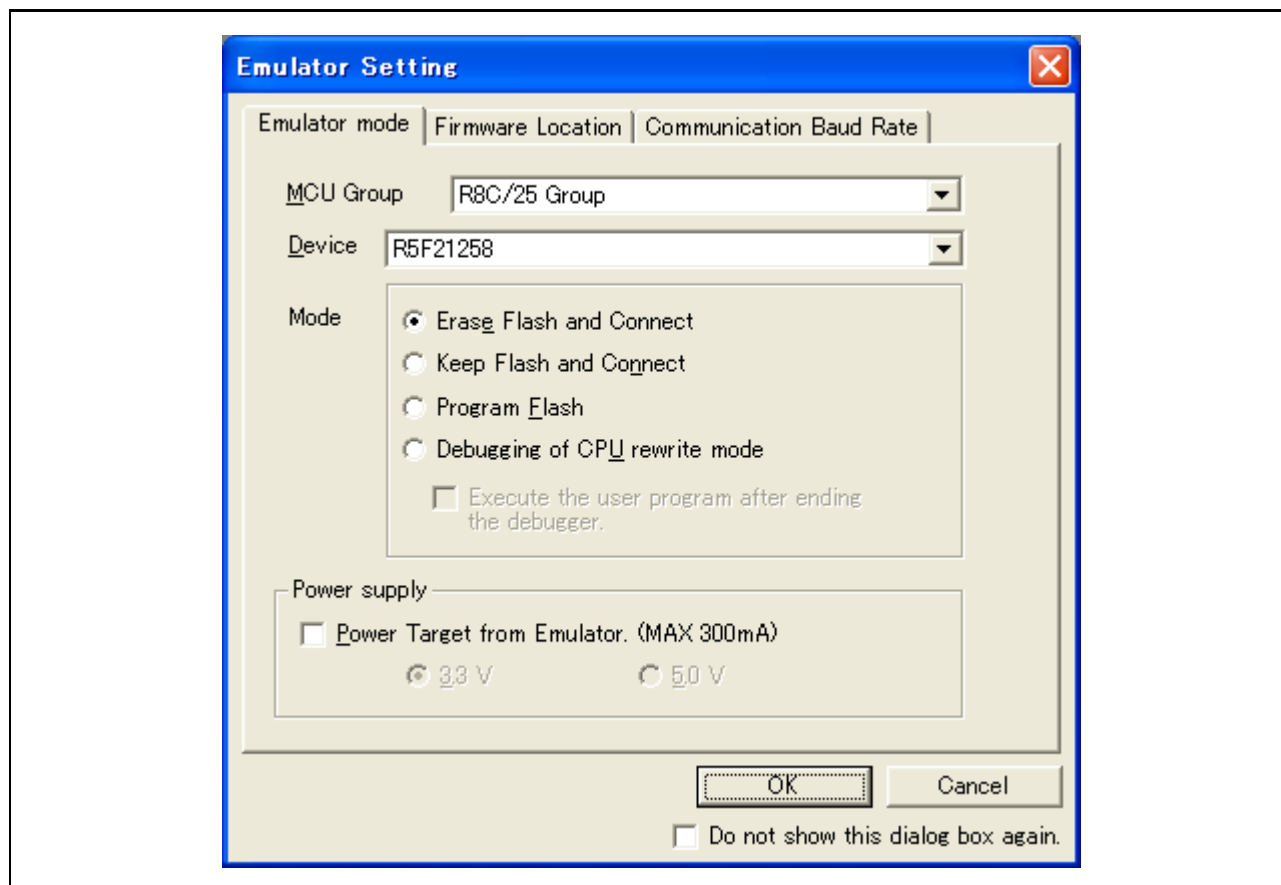 Emulator Setting
Emulator mode
Firmware Location
Communication Baud Rate
MCU Group
R8C/25 Group
Device
R5F21258
Mode
Erase Flash and Connect
Keep Flash and Connect
Program Flash
Debugging of CPU rewrite mode
Execute the user program after ending
the debugger.
Power supply
Power Target from Emulator. (MAX 300mA)
3.3 V
5.0 V
OK
Cancel
Do not show this dialog box again.